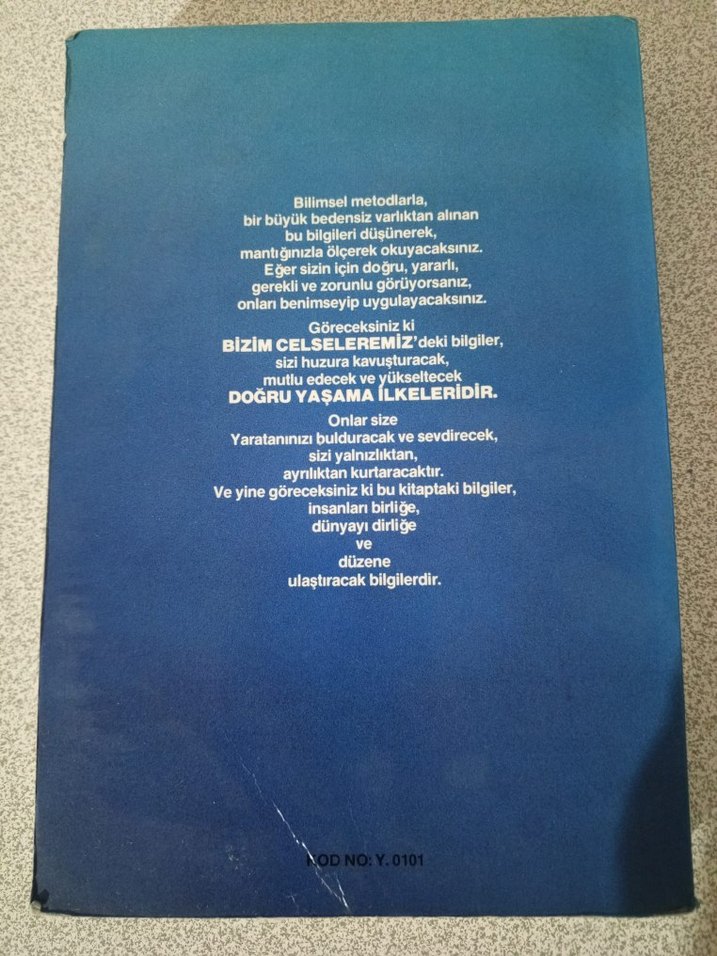 Bilimsel metodlarla,
bir büyük bedensiz varlıktan alınan
bu bilgileri düşünerek,
mantığınızla ölçerek okuyacaksınız.
Eğer sizin için doğru, yararlı,
gerekli ve zorunlu görüyorsanız,
onları benimseyip uygulayacaksınız.
Göreceksiniz ki
BİZİM CELSELEREMİZ'deki bilgiler,
sizi huzura kavuşturacak,
mutlu edecek ve yükseltecek
DOĞRU YAŞAMA İLKELERİDİR.
Onlar size
Yaratanınızı bulduracak ve sevdirecek,
sizi yalnızlıktan,
ayrılıktan kurtaracaktır.
Ve yine göreceksiniz ki bu kitaptaki bilgiler,
insanları birliğe,
dünyayı dirliğe
ve
düzene
ulaştıracak bilgilerdir.
KOD NO: Y. 0101